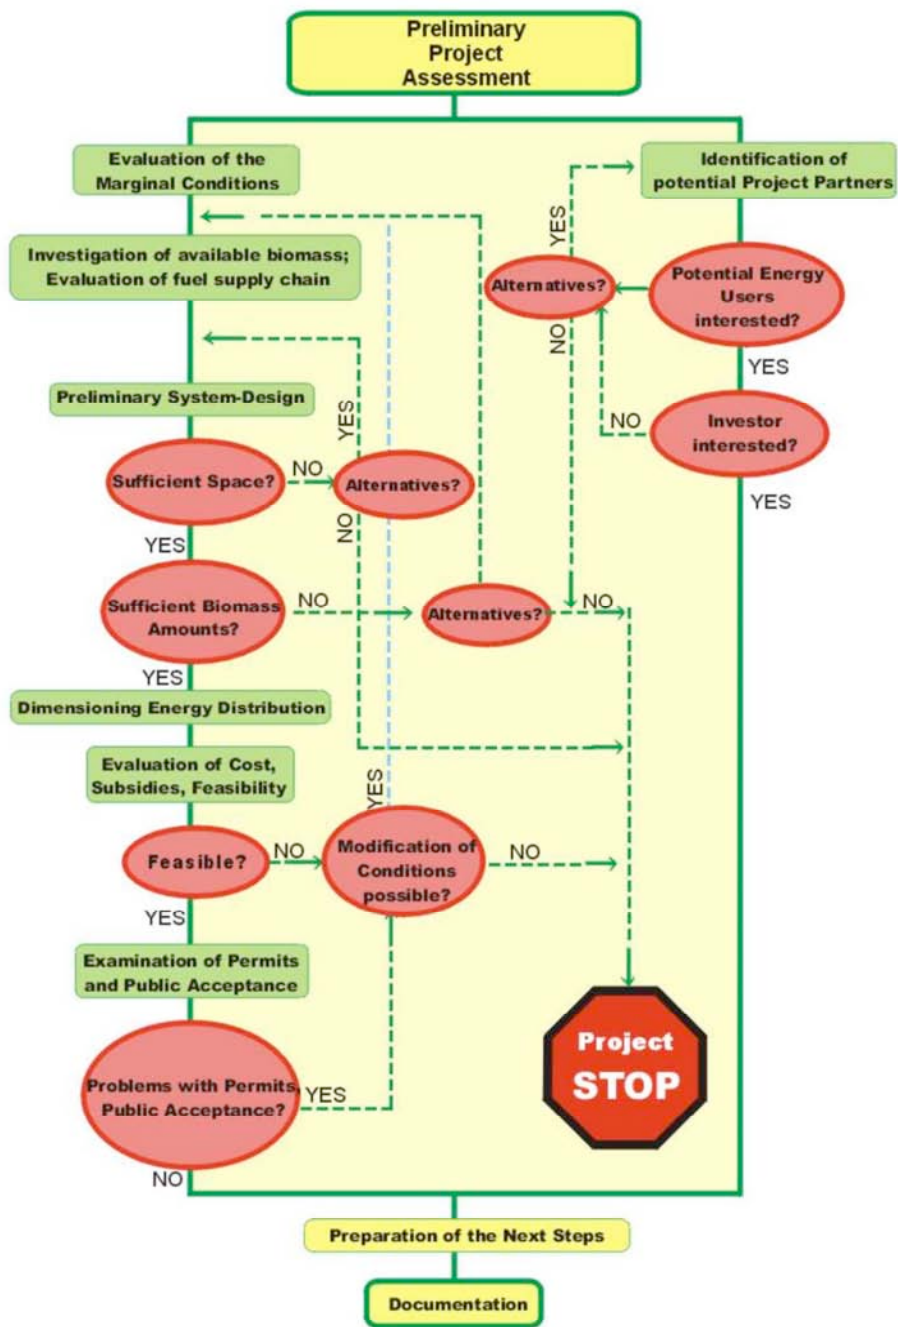 Preliminary
Project
Assessment
Evaluation of the
Marginal Conditions
Identification of
potential Project Partners
YES
Investigation of available biomass;
Evaluation of fuel supply chain
Alternatives?
Potential Energy
Users
interested?
NO
YES
Preliminary System-Design
YES
NO
Investor
interested?
YES
Sufficient Space?
NO
Alternatives?
NO
YES
Sufficient Biomass
Amounts?
NO
Alternatives?
NO
YES
Dimensioning Energy Distribution
Evaluation of Cost,
Subsidies, Feasibility
YES
Feasible?
NO
Modification of
Conditions
possible?
NO
YES
Examination of Permits
and Public Acceptance
Project
STOP
Problems with Permits,
Public Acceptance?
YES
NO
Preparation of the Next Steps
Documentation